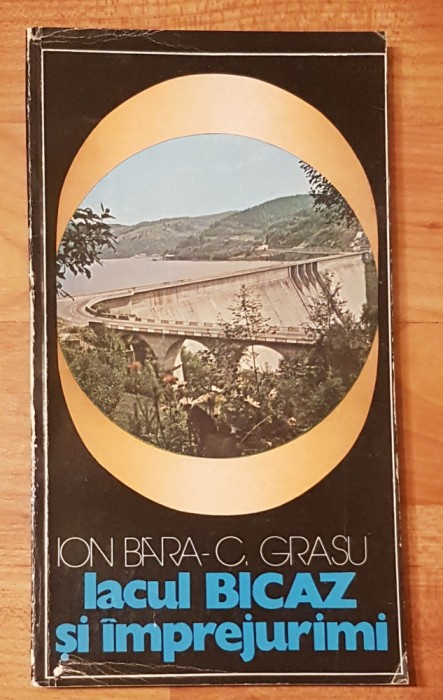 ION BĂRA-C. GRASU
lacul BICAZ
și împrejurimi